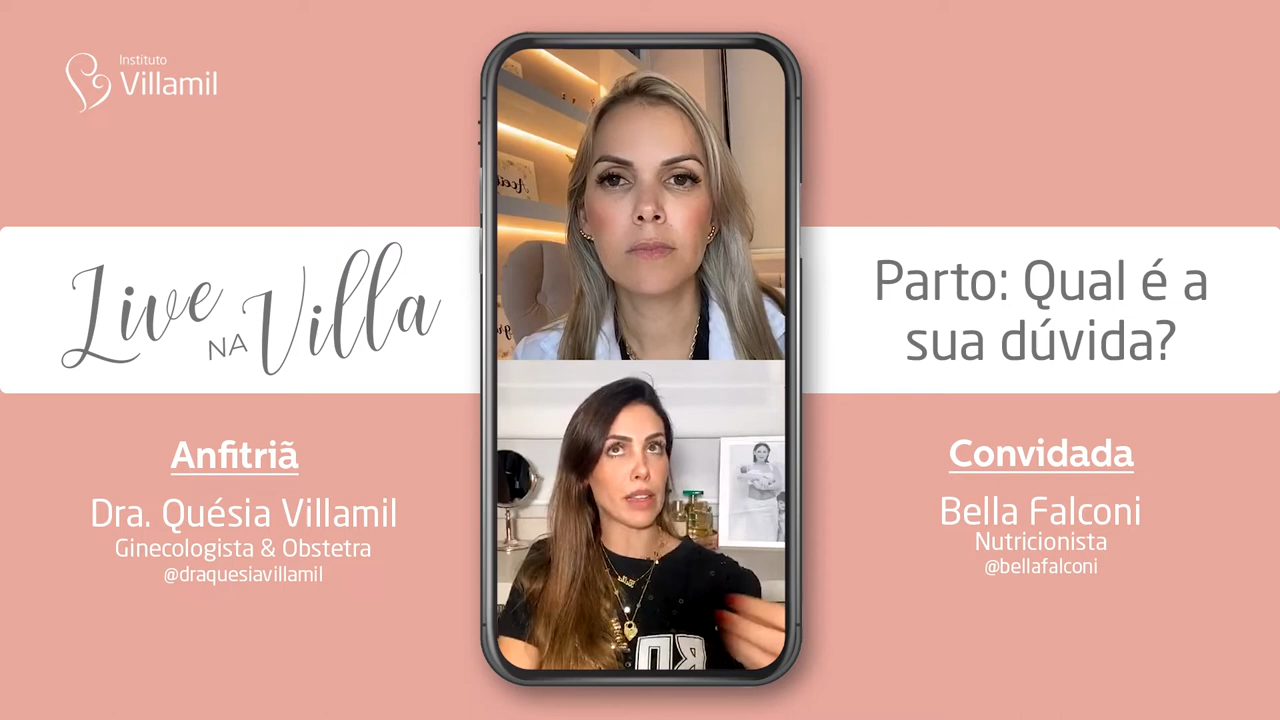 Instituto
Villamil
Live NA Villa
Parto: Qual é a
sua dúvida?
Anfitriã
Dra. Quésia Villamil
Ginecologista & Obstetra
@draquesiavillamil
Convidada
Bella Falconi
Nutricionista
@bellafalconi